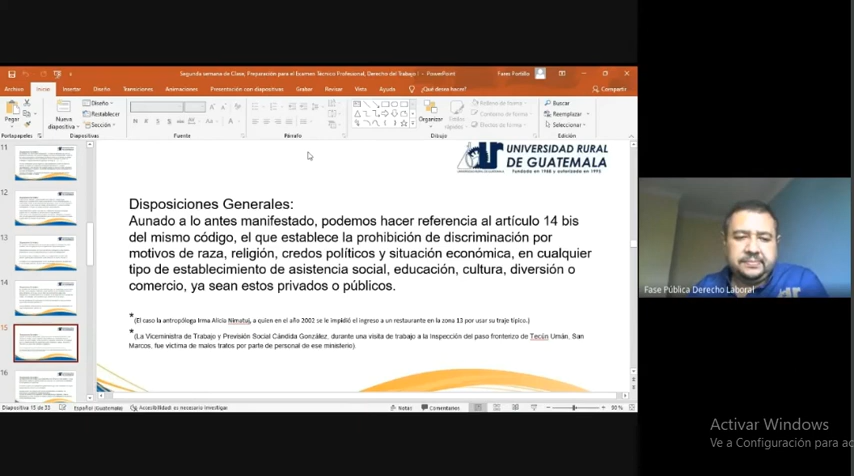 Segunda semana de Clase, Preparación para el Examen Técnico Profesional, Derecho del Trabajo I - PowerPoint
Fares Portillo
Archivo Inicio Insertar Diseño Transiciones Animaciones Presentación con diapositivas Grabar Revisar Vista Ayuda ¿Qué desea hacer? Compartir
Pegar
Nueva
diapositiva
Diseño
Restablecer
Sección
Organizar
Estilos
rápidos
Relleno de forma
Contorno de forma
Efectos de forma
Buscar
Reemplazar
Seleccionar
Portapapeles Diapositivas Fuente Párrafo Dibujo Edición
11
12
13
14
15
16
UNIVERSIDAD RURAL
DE GUATEMALA
Fundada en 1968 y autorizada en 1995
Disposiciones Generales:
Aunado a lo antes manifestado, podemos hacer referencia al artículo 14 bis
del mismo código, el que establece la prohibición de discriminación por
motivos de raza, religión, credos políticos y situación económica, en cualquier
tipo de establecimiento de asistencia social, educación, cultura, diversión o
comercio, ya sean estos privados o públicos.
* (El caso la antropóloga Irma Alicia Nimatuj, a quien en el año 2002 se le impidió el ingreso a un restaurante en la zona 13 por usar su traje típico.)
* (La Viceministra de Trabajo y Previsión Social Cándida González, durante una visita de trabajo a la Inspección del paso fronterizo de Tecún Umán, San
Marcos, fue víctima de malos tratos por parte de personal de ese ministerio)
Diapositiva 15 de 33 Español (Guatemala) Accesibilidad: es necesario investigar Notas Comentarios 90 %
Fase Pública Derecho Laboral
Activar Windows
Ve a Configuración para ac